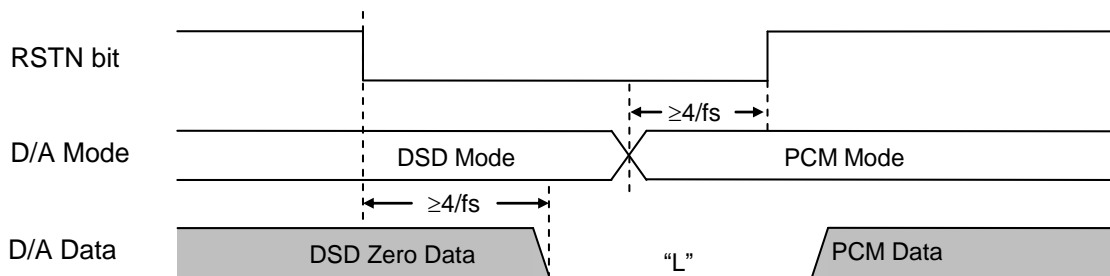 RSTN bit
≥4/fs
D/A Mode
DSD Mode
PCM Mode
≥4/fs
D/A Data
DSD Zero Data
“L”
PCM Data